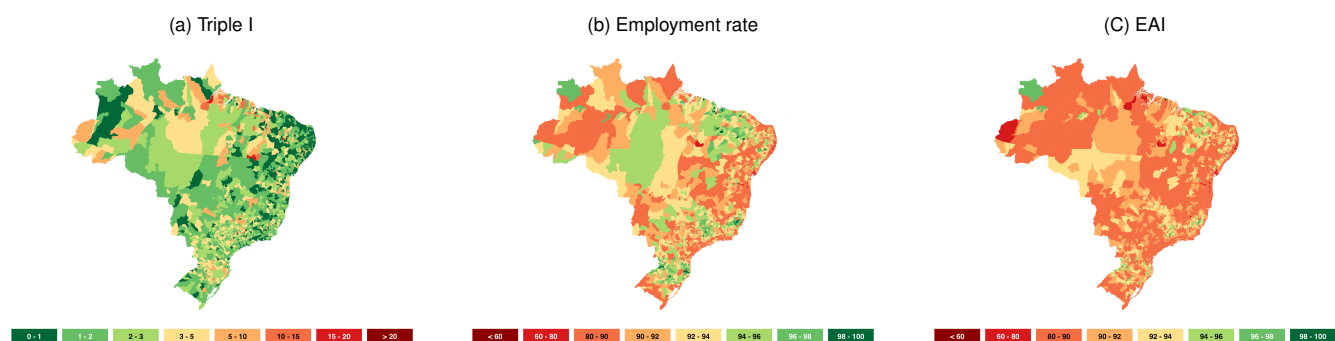 (a) Triple I
(b) Employment rate
(C) EAI
0 - 1 1 - 2 2 - 3 3 - 5 5 - 10 10 - 15 15 - 20 > 20
< 60 60 - 80 80 - 90 90 - 92 92 - 94 94 - 96 96 - 98 98 - 100
< 60 60 - 80 80 - 90 90 - 92 92 - 94 94 - 96 96 - 98 98 - 100